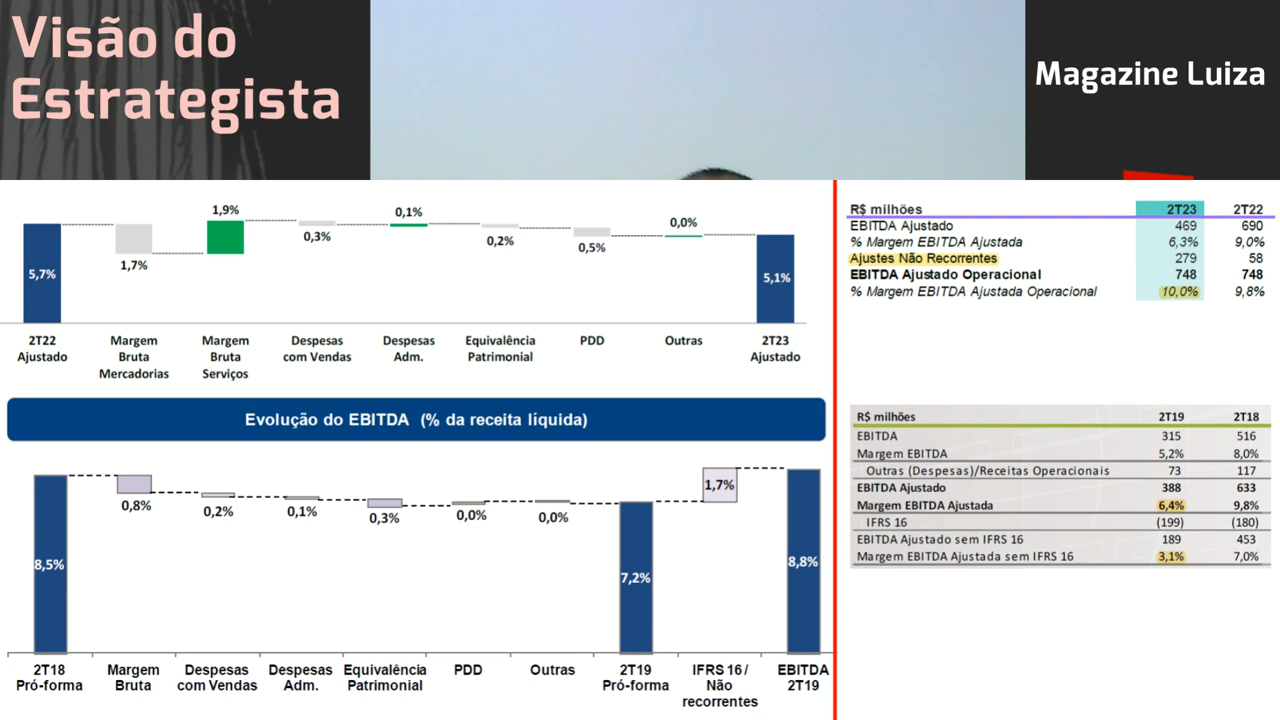 Visão do
Estrategista
Magazine Luiza
1,9%
0,1%
0,0%
5,7%
1,7%
0,3%
0,2%
0,5%
5,1%
2T22
Ajustado
Margem
Bruta
Mercadorias
Margem
Bruta
Serviços
Despesas
com Vendas
Despesas
Adm.
Equivalência
Patrimonial
PDD
Outras
2T23
Ajustado
R$ milhões 2T23 2T22
EBITDA Ajustado 469 690
% Margem EBITDA Ajustada 6,3% 9,0%
Ajustes Não Recorrentes 279 58
EBITDA Ajustado Operacional 748 748
% Margem EBITDA Ajustada Operacional 10,0% 9,8%
Evolução do EBITDA (% da receita líquida)
8,5%
0,8%
0,2%
0,1%
0,3%
0,0%
0,0%
7,2%
1,7%
8,8%
2T18
Pró-forma
Margem
Bruta
Despesas
com Vendas
Despesas
Adm.
Equivalência
Patrimonial
PDD
Outras
2T19
Pró-forma
IFRS 16 /
Não
recorrentes
EBITDA
2T19
R$ milhões 2T19 2T18
EBITDA 315 516
Margem EBITDA 5,2% 8,0%
Outras (Despesas)/Receitas Operacionais 73 117
EBITDA Ajustado 388 633
Margem EBITDA Ajustada 6,4% 9,8%
IFRS 16 (199) (180)
EBITDA Ajustado sem IFRS 16 189 453
Margem EBITDA Ajustada sem IFRS 16 3,1% 7,0%